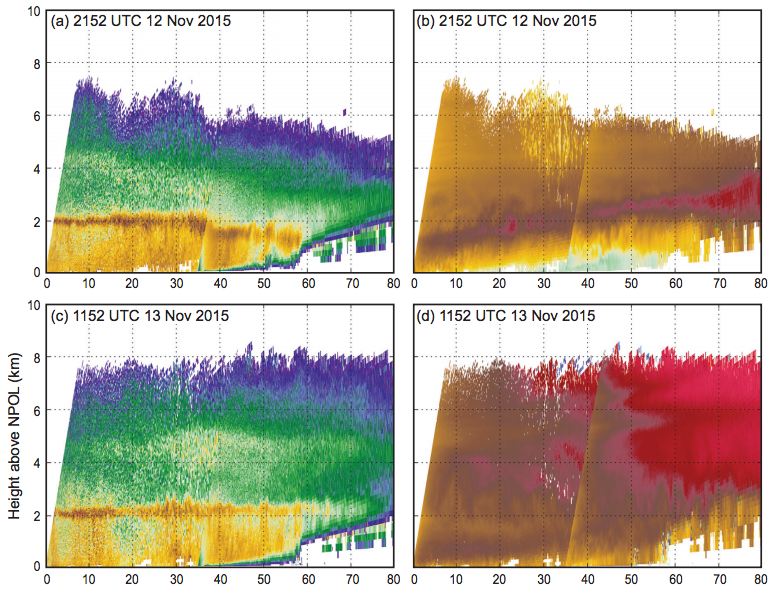 (a) 2152 UTC 12 Nov 2015
(b) 2152 UTC 12 Nov 2015
10
8
6
4
2
0
0 10 20 30 40 50 60 70 80
0 10 20 30 40 50 60 70 80
(c) 1152 UTC 13 Nov 2015
(d) 1152 UTC 13 Nov 2015
Height above NPOL (km)
10
8
6
4
2
0
0 10 20 30 40 50 60 70 80
0 10 20 30 40 50 60 70 80